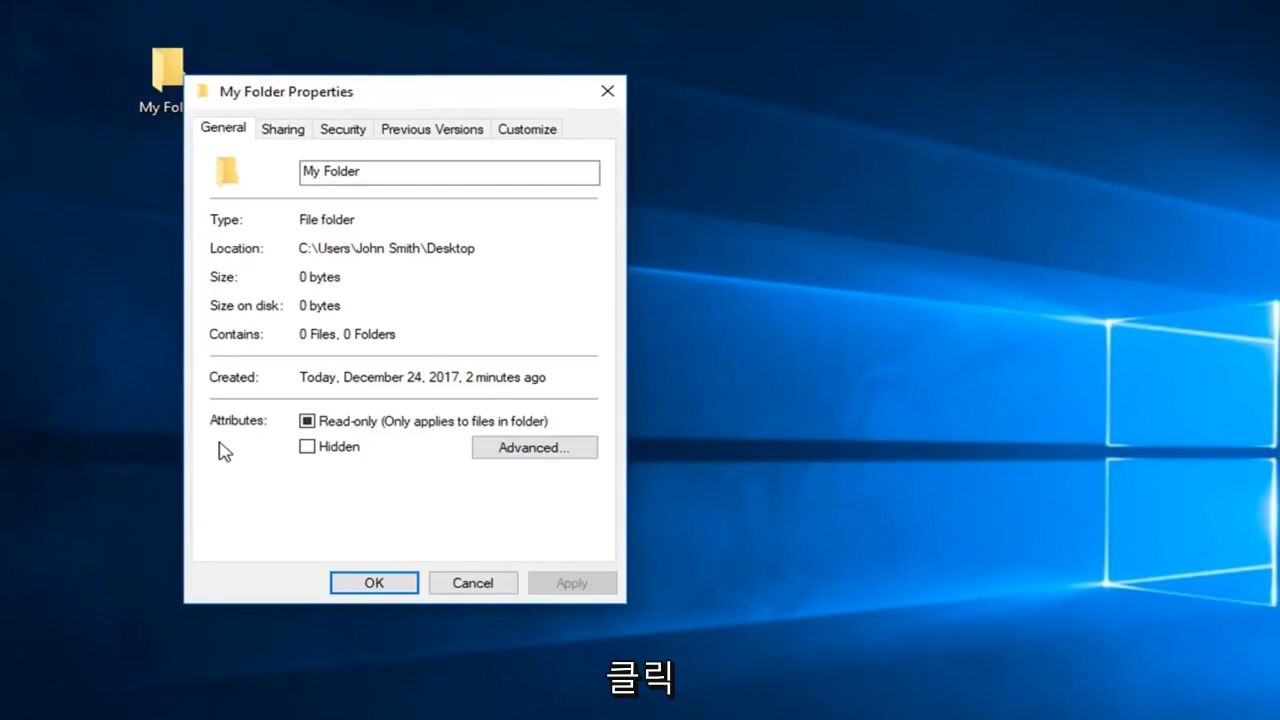 My Fol
My Folder Properties
General Sharing Security Previous Versions Customize
My Folder
Type: File folder
Location: C:\Users\John Smith\Desktop
Size: 0 bytes
Size on disk: 0 bytes
Contains: 0 Files, 0 Folders
Created: Today, December 24, 2017, 2 minutes ago
Attributes: Read-only (Only applies to files in folder)
Hidden Advanced...
OK Cancel Apply
클릭